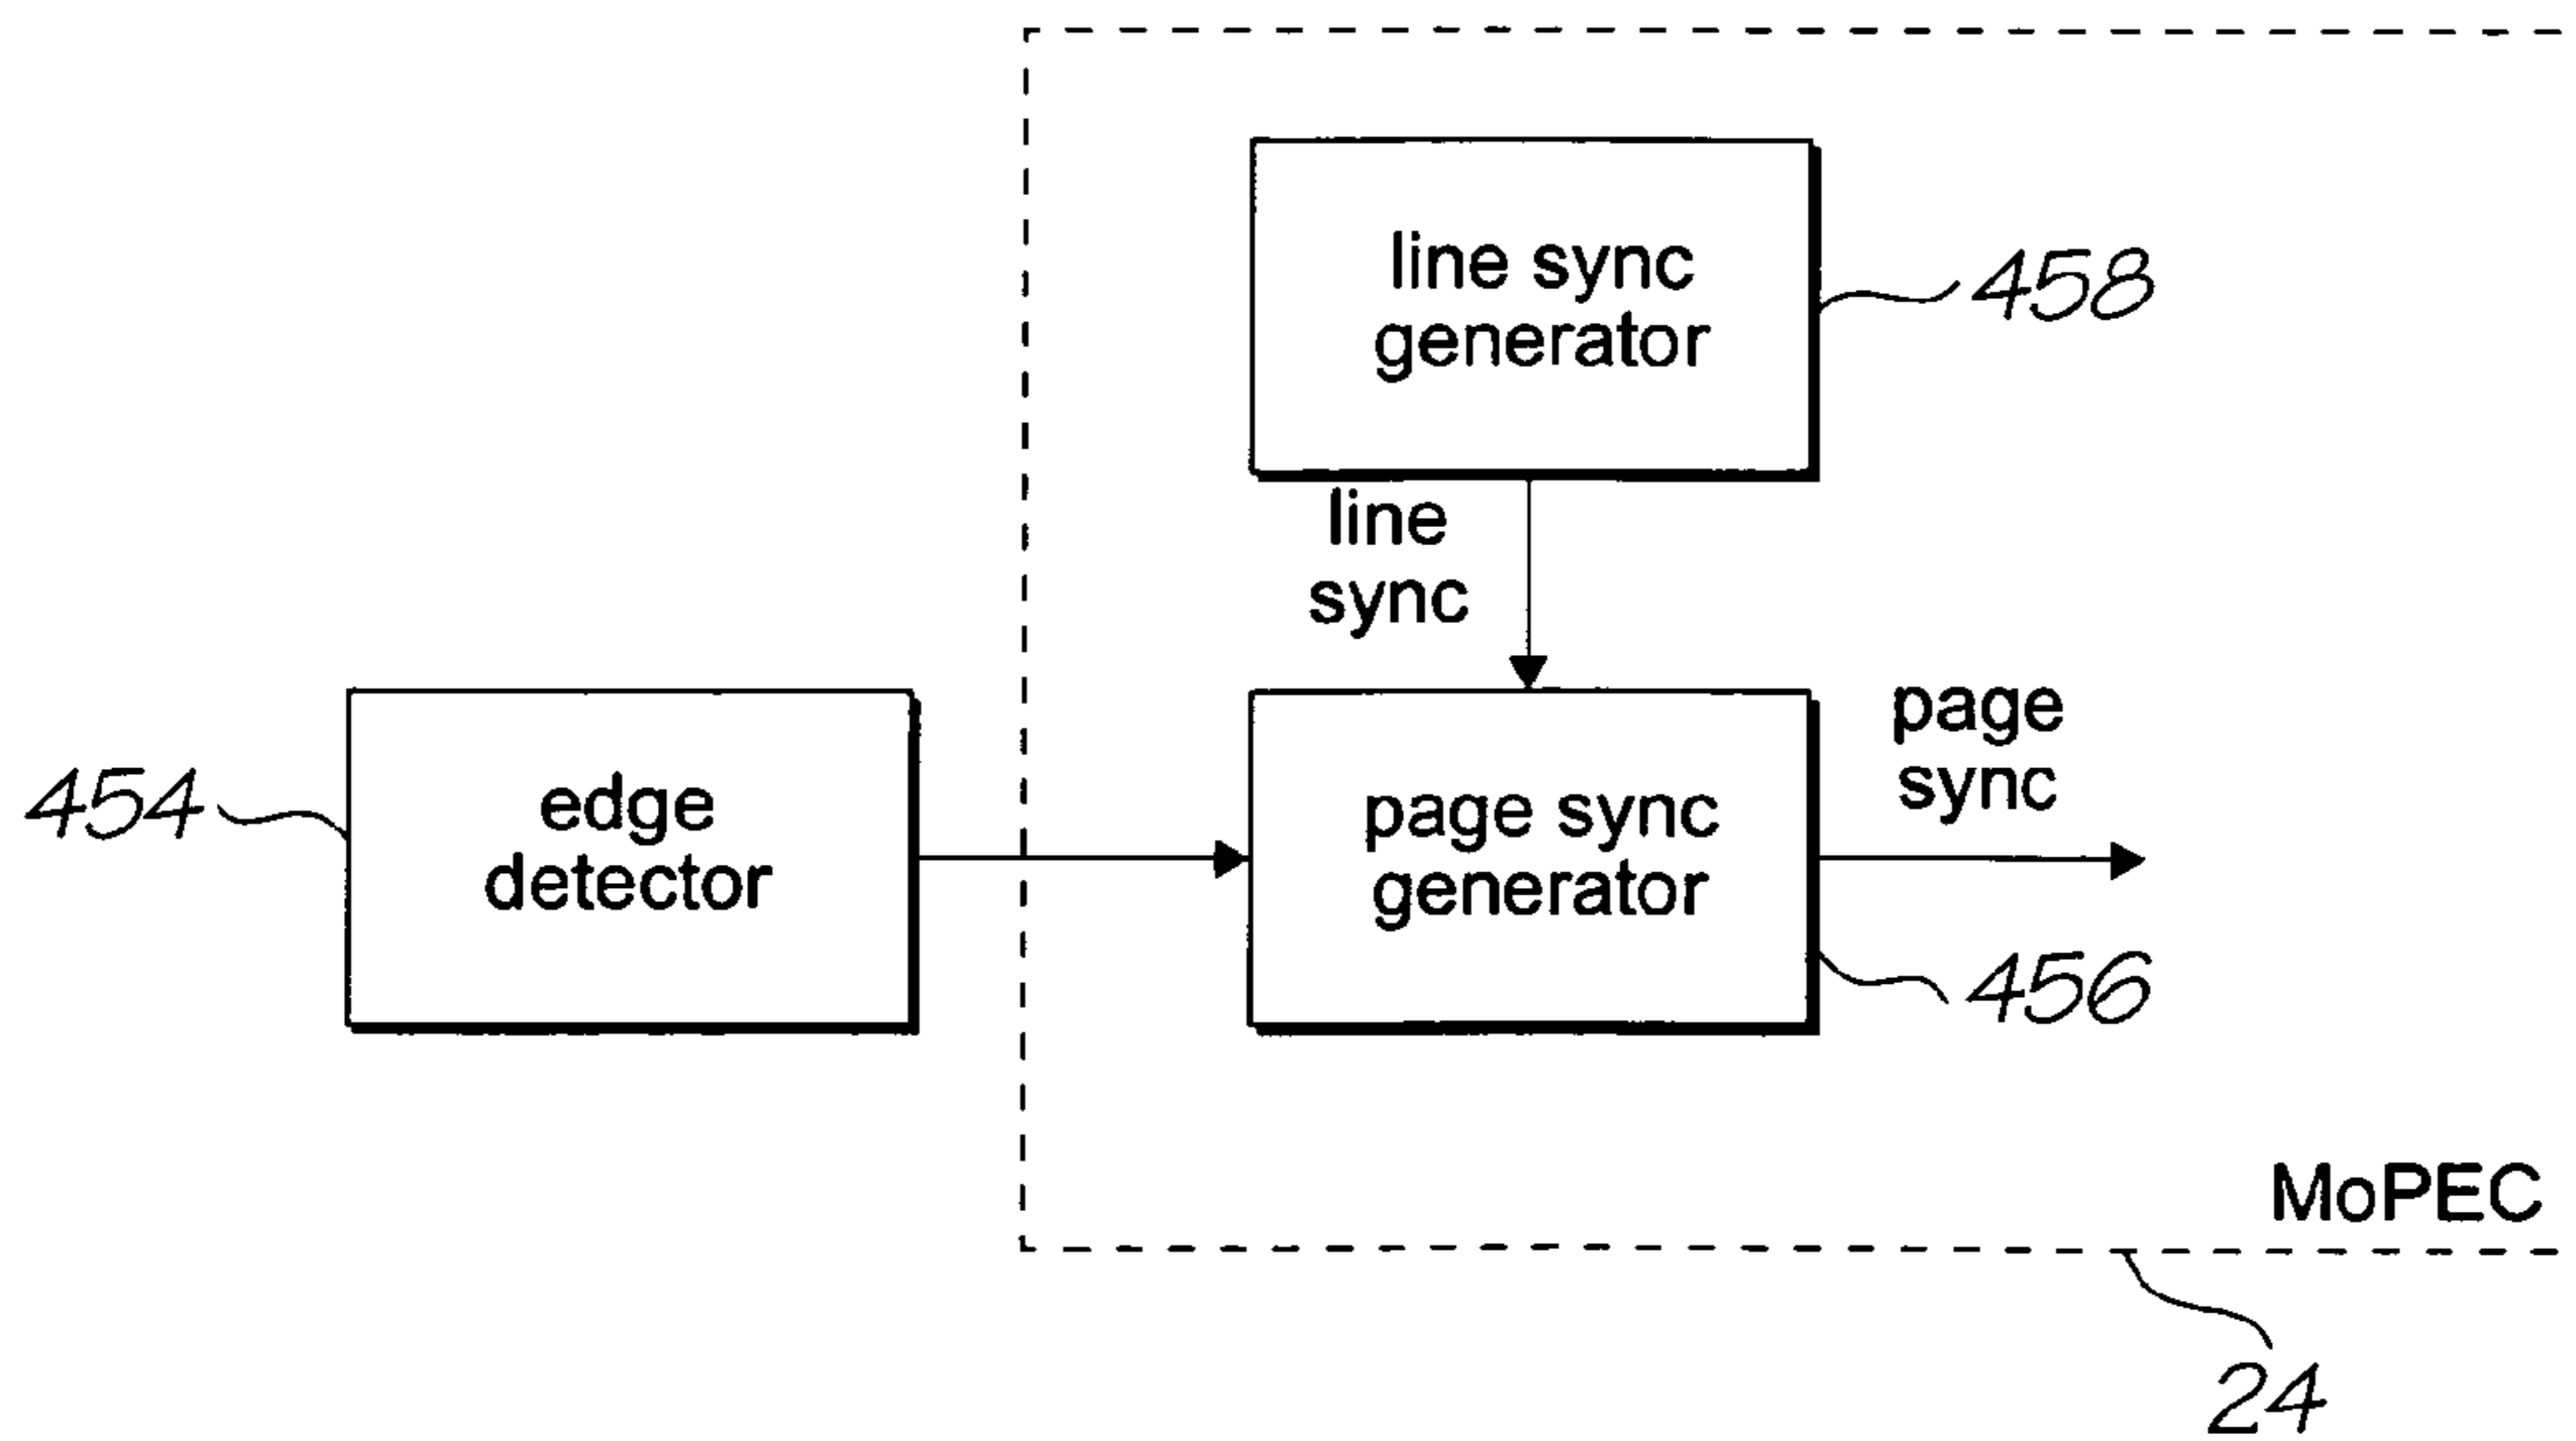 line sync
generator
458
line
sync
page
sync
454
edge
detector
page sync
generator
456
MoPEC
24